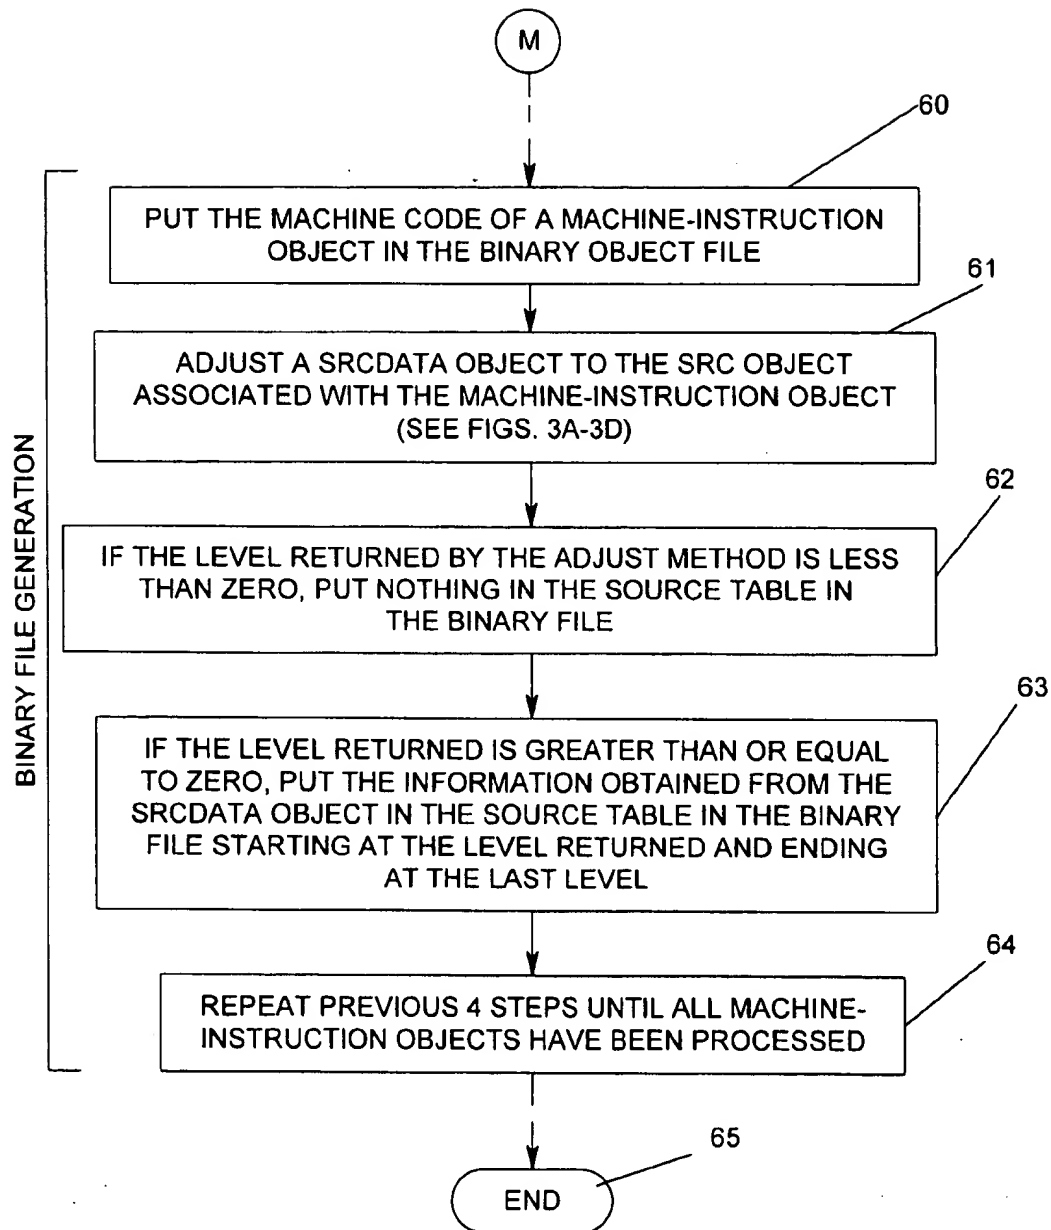 M
60
PUT THE MACHINE CODE OF A MACHINE-INSTRUCTION
OBJECT IN THE BINARY OBJECT FILE
61
ADJUST A SRCDATA OBJECT TO THE SRC OBJECT
ASSOCIATED WITH THE MACHINE-INSTRUCTION OBJECT
(SEE FIGS. 3A-3D)
62
IF THE LEVEL RETURNED BY THE ADJUST METHOD IS LESS
THAN ZERO, PUT NOTHING IN THE SOURCE TABLE IN
THE BINARY FILE
63
IF THE LEVEL RETURNED IS GREATER THAN OR EQUAL
TO ZERO, PUT THE INFORMATION OBTAINED FROM THE
SRCDATA OBJECT IN THE SOURCE TABLE IN THE BINARY
FILE STARTING AT THE LEVEL RETURNED AND ENDING
AT THE LAST LEVEL
64
REPEAT PREVIOUS 4 STEPS UNTIL ALL MACHINE-
INSTRUCTION OBJECTS HAVE BEEN PROCESSED
65
END
BINARY FILE GENERATION